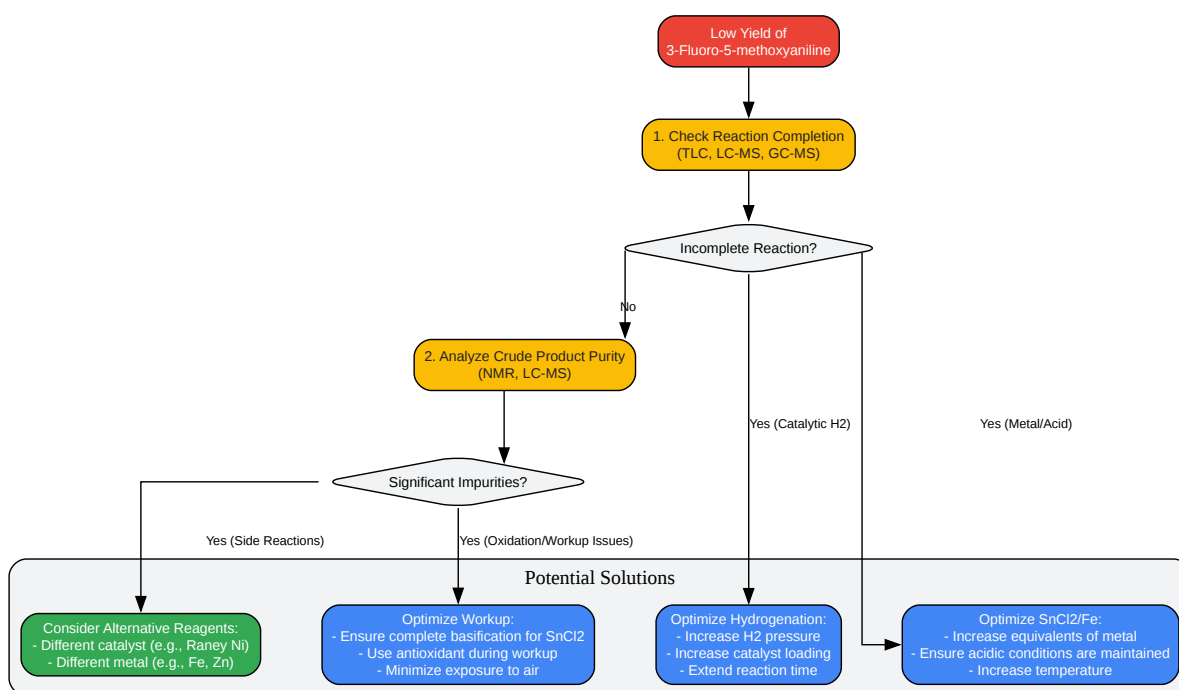 Low Yield of
3-Fluoro-5-methoxyaniline
1. Check Reaction Completion
(TLC, LC-MS, GC-MS)
Incomplete Reaction?
No
2. Analyze Crude Product Purity
(NMR, LC-MS)
Yes (Catalytic H2)
Yes (Metal/Acid)
Significant Impurities?
Yes (Side Reactions)
Yes (Oxidation/Workup Issues)
Potential Solutions
Consider Alternative Reagents:
- Different catalyst (e.g., Raney Ni)
- Different metal (e.g., Fe, Zn)
Optimize Workup:
- Ensure complete basification for SnCl2
- Use antioxidant during workup
- Minimize exposure to air
Optimize Hydrogenation:
- Increase H2 pressure
- Increase catalyst loading
- Extend reaction time
Optimize SnCl2/Fe:
- Increase equivalents of metal
- Ensure acidic conditions are maintained
- Increase temperature